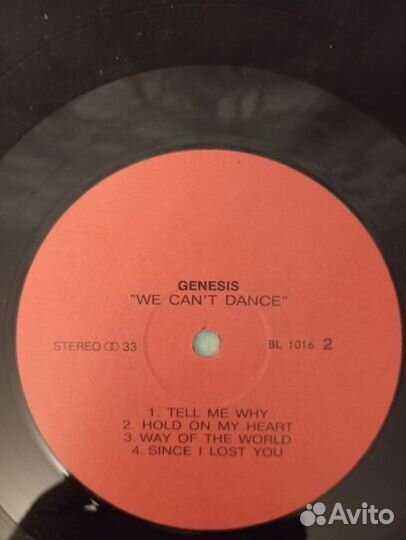 GENESIS
"WE CAN'T DANCE"
STEREO 33
BL 1016 2
1. TELL ME WHY
2. HOLD ON MY HEART
3. WAY OF THE WORLD
4. SINCE I LOST YOU
Avito